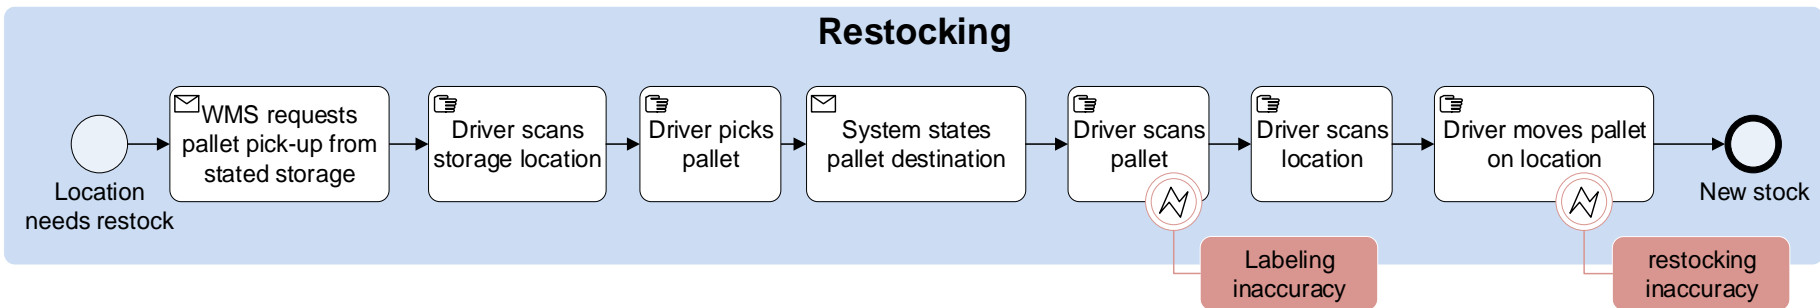 Restocking
Location
needs restock
WMS requests
pallet pick-up from
stated storage
Driver scans
storage location
Driver picks
pallet
System states
pallet destination
Driver scans
pallet
Driver scans
location
Driver moves pallet
on location
New stock
Labeling
inaccuracy
restocking
inaccuracy